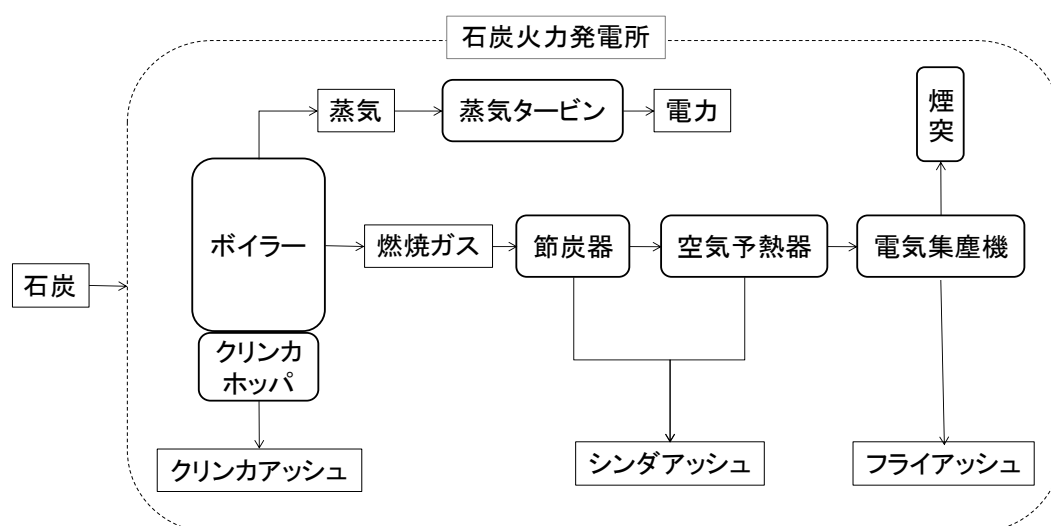 石炭火力発電所
蒸気
蒸気タービン
電力
煙
突
ボイラー
燃焼ガス
節炭器
空気予熱器
電気集塵機
石炭
クリンカ
ホッパ
クリンカアッシュ
シンダアッシュ
フライアッシュ